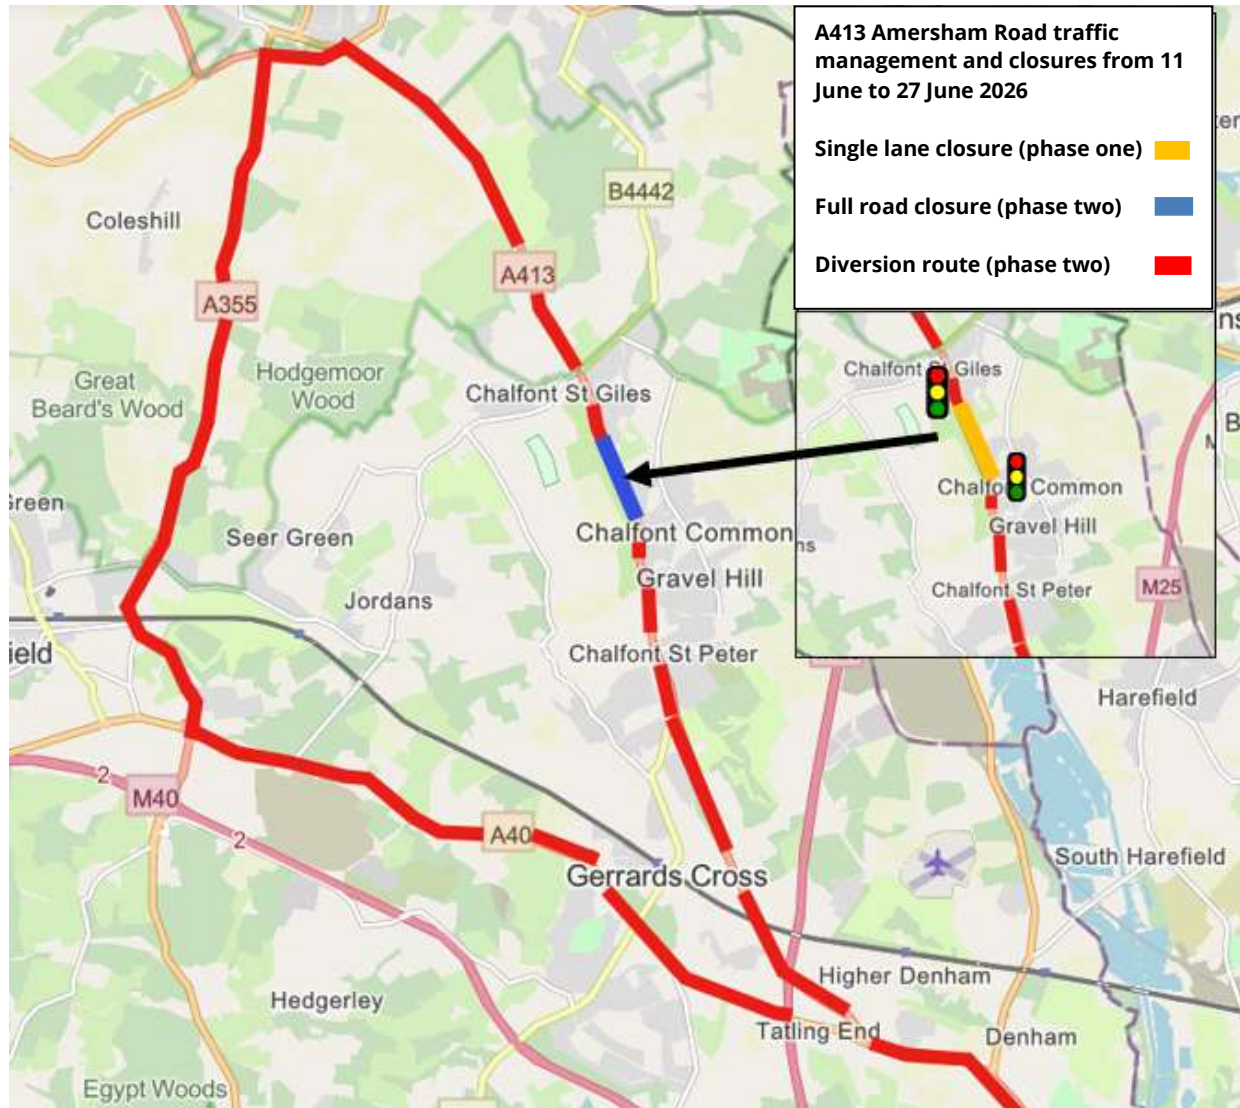 A413 Amersham Road traffic
management and closures from 11
June to 27 June 2026
Single lane closure (phase one)
Full road closure (phase two)
Diversion route (phase two)
B4442
Coleshill
A413
A355
Great
Beard's Wood
Hodgemoor
Wood
Chalfont St Giles
Chalfont St Giles
Chalfont Common
Gravel Hill
Chalfont St Peter
M25
Green
Seer Green
Chalfont Common
Gravel Hill
Jordans
ield
Chalfont St Peter
Harefield
2
M40
2
A40
Gerrards Cross
South Harefield
Hedgerley
Higher Denham
Tatling End
Denham
Egypt Woods